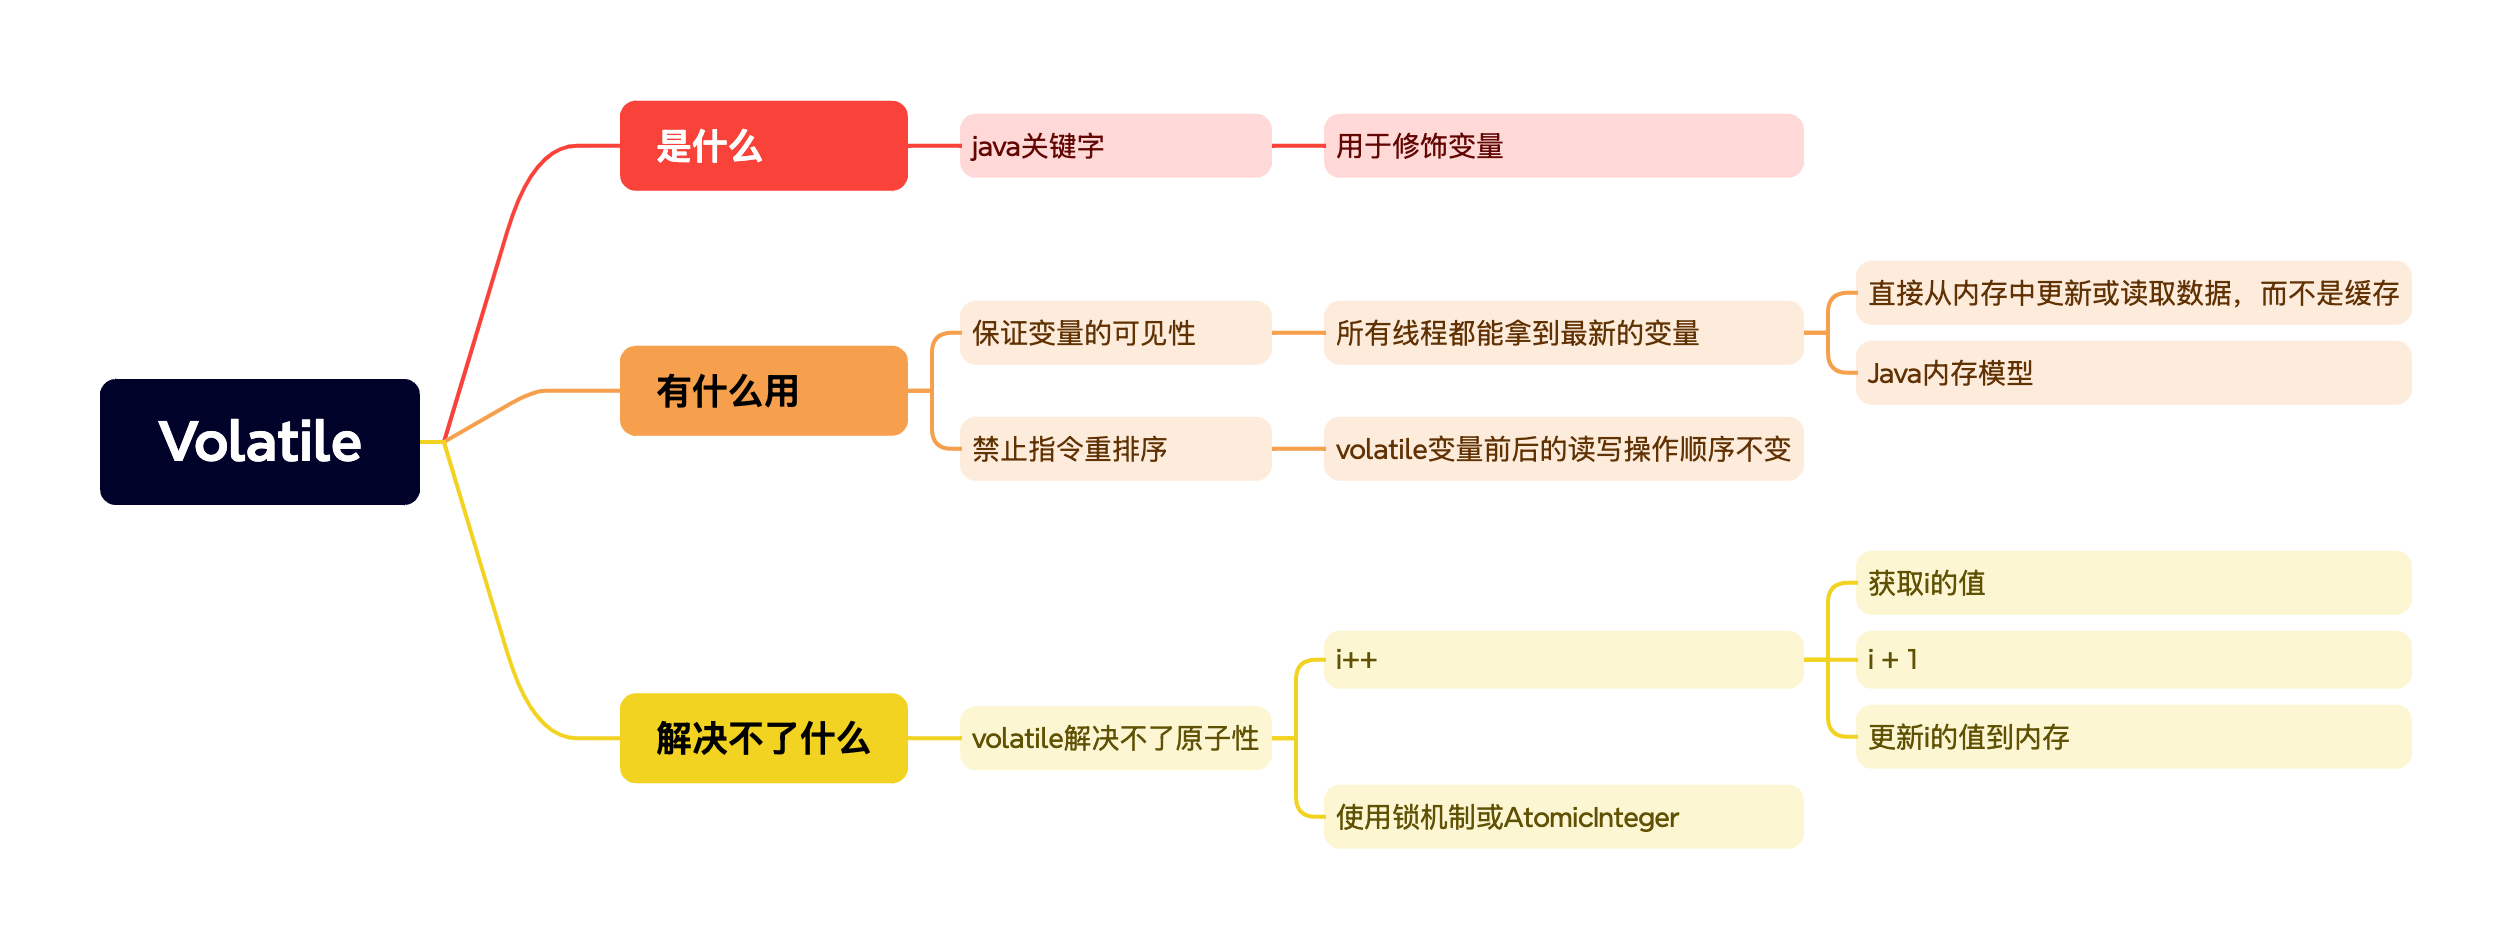 Volatile
是什么
java关键字
用于修饰变量
有什么用
保证变量的可见性
所有线程都能拿到最新的变量
直接从内存中更新或读取数据，而不是缓存
Java内存模型
禁止指令重排序
volatile变量前后的读写操作顺序不变
解决不了什么
volatile解决不了原子性
i++
获取i的值
i + 1
更新i的值到内存
使用锁机制或AtomicInteger